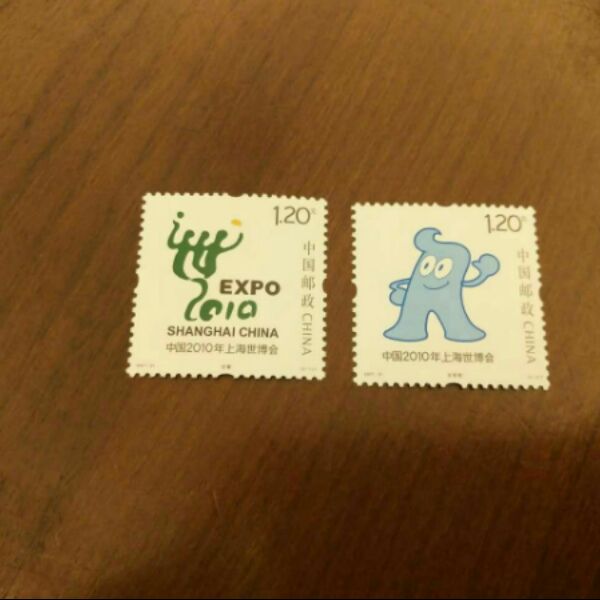 1.20元
中国邮政 CHINA
EXPO
2010
SHANGHAI CHINA
中国2010年上海世博会
1.20元
中国邮政 CHINA
中国2010年上海世博会